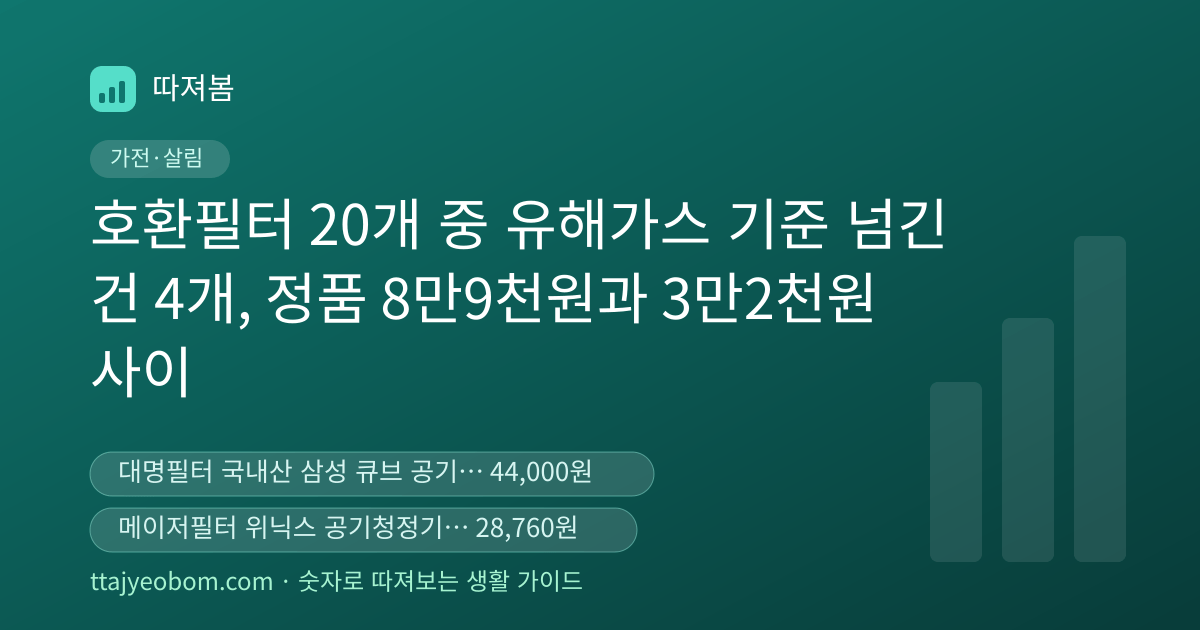 따져봄
가전·살림
호환필터 20개 중 유해가스 기준 넘긴
건 4개, 정품 8만9천원과 3만2천원
사이
대명필터 국내산 삼성 큐브 공기… 44,000원
메이저필터 위닉스 공기청정기… 28,760원
ttajyeobom.com · 숫자로 따져보는 생활 가이드